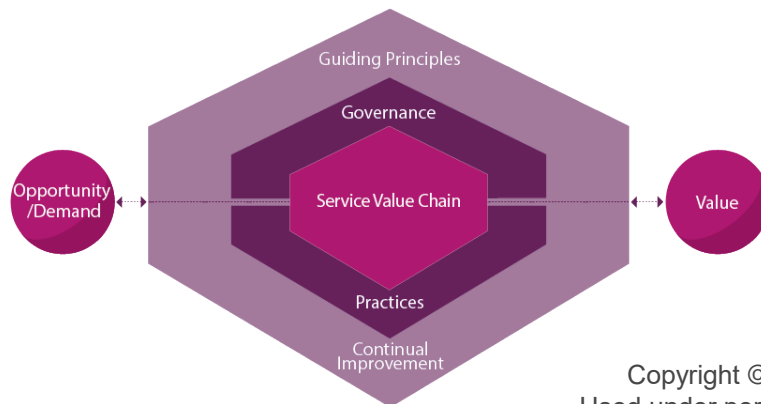 Guiding Principles
Governance
Opportunity
/Demand
Service Value Chain
Value
Practices
Continual
Improvement
Copyright ©